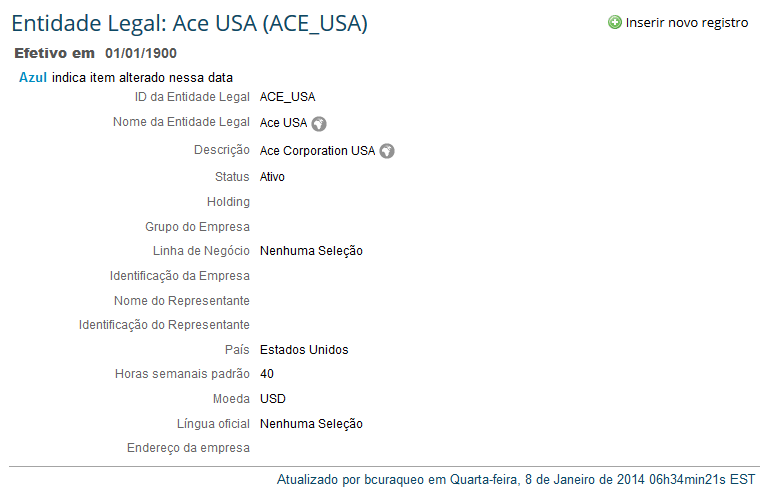 Entidade Legal: Ace USA (ACE_USA)
Inserir novo registro
Efetivo em 01/01/1900
Azul indica item alterado nessa data
ID da Entidade Legal ACE_USA
Nome da Entidade Legal Ace USA
Descrição Ace Corporation USA
Status Ativo
Holding
Grupo do Empresa
Linha de Negócio Nenhuma Seleção
Identificação da Empresa
Nome do Representante
Identificação do Representante
País Estados Unidos
Horas semanais padrão 40
Moeda USD
Língua oficial Nenhuma Seleção
Endereço da empresa
Atualizado por bcuraqueo em Quarta-feira, 8 de Janeiro de 2014 06h34min21s EST